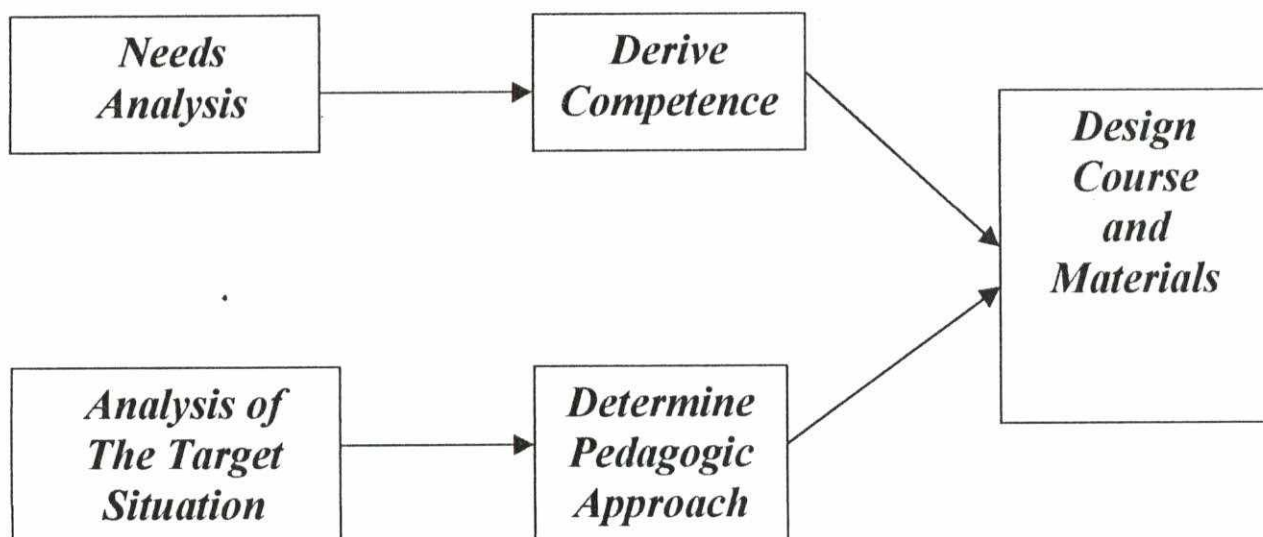 Needs
Analysis
Derive
Competence
Design
Course
and
Materials
Analysis of
The Target
Situation
Determine
Pedagogic
Approach